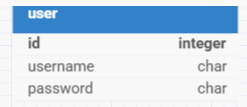 user
id integer
username char
password char